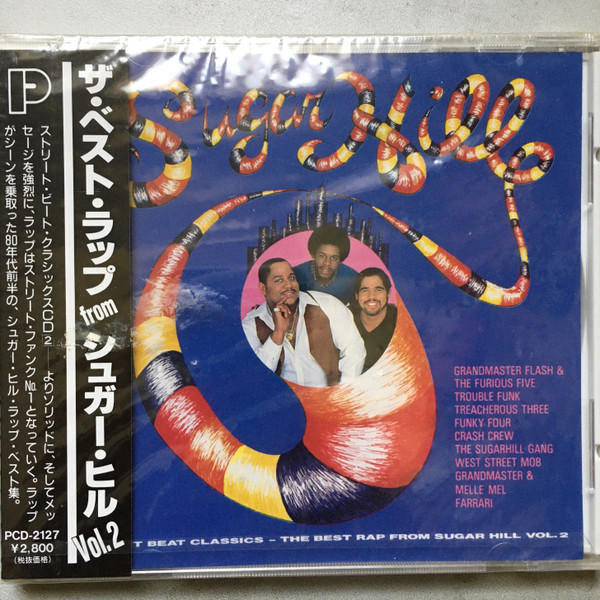 P
ザ・ベスト・ラップ from シュガー・ヒル Vol.2
ストリート・ビート・クラシックスCD2──よりソリッドに、そしてメッ
セージを強烈に、ラップはストリート・ファンクNo.1となっていく。ラップ
がシーンを乗取った80年代前半の、シュガー・ヒル・ラップ・ベスト集。
PCD-2127
¥2,800
(税抜価格)
Sugar Hill
GRANDMASTER FLASH &
THE FURIOUS FIVE
TROUBLE FUNK
TREACHEROUS THREE
FUNKY FOUR
CRASH CREW
THE SUGARHILL GANG
WEST STREET MOB
GRANDMASTER &
MELLE MEL
FARRARI
T BEAT CLASSICS – THE BEST RAP FROM SUGAR HILL VOL. 2